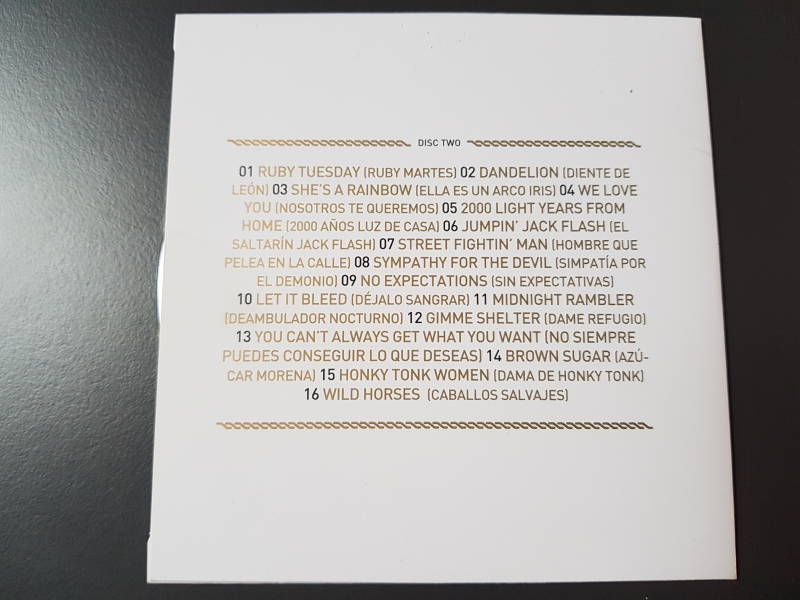 DISC TWO
01 RUBY TUESDAY (RUBY MARTES) 02 DANDELION (DIENTE DE
LEÓN) 03 SHE'S A RAINBOW (ELLA ES UN ARCO IRIS) 04 WE LOVE
YOU (NOSOTROS TE QUEREMOS) 05 2000 LIGHT YEARS FROM
HOME (2000 AÑOS LUZ DE CASA) 06 JUMPIN' JACK FLASH (EL
SALTARÍN JACK FLASH) 07 STREET FIGHTIN' MAN (HOMBRE QUE
PELEA EN LA CALLE) 08 SYMPATHY FOR THE DEVIL (SIMPATÍA POR
EL DEMONIO) 09 NO EXPECTATIONS (SIN EXPECTATIVAS)
10 LET IT BLEED (DÉJALO SANGRAR) 11 MIDNIGHT RAMBLER
(DEAMBULADOR NOCTURNO) 12 GIMME SHELTER (DAME REFUGIO)
13 YOU CAN'T ALWAYS GET WHAT YOU WANT (NO SIEMPRE
PUEDES CONSEGUIR LO QUE DESEAS) 14 BROWN SUGAR (AZÚ-
CAR MORENA) 15 HONKY TONK WOMEN (DAMA DE HONKY TONK)
16 WILD HORSES (CABALLOS SALVAJES)